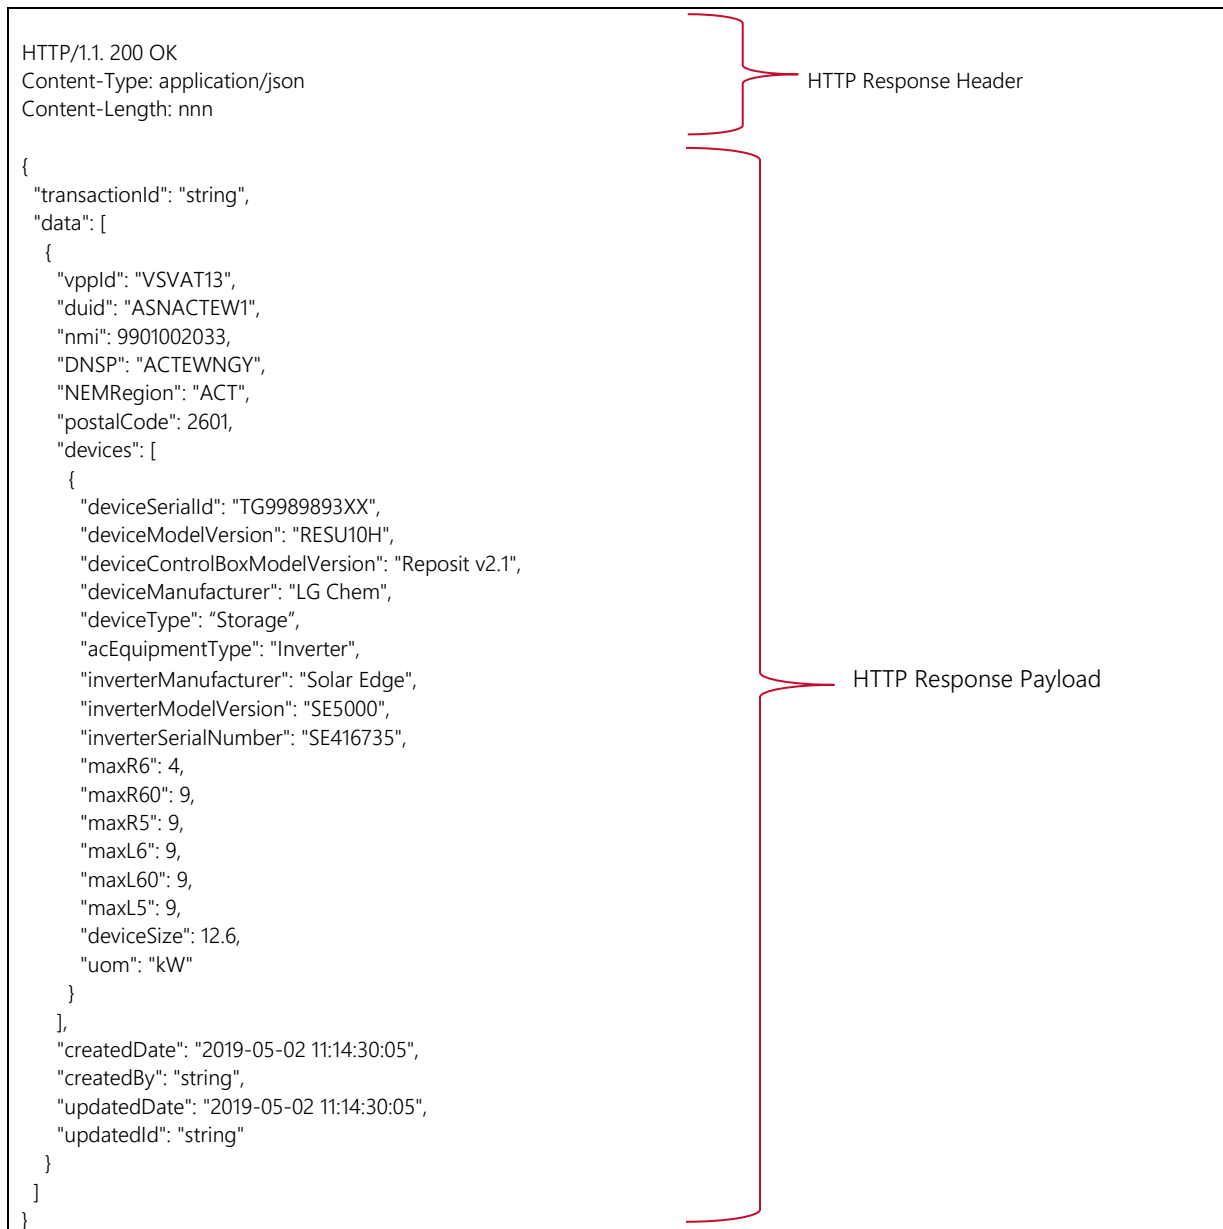 HTTP/1.1. 200 OK
Content-Type: application/json
HTTP Response Header
Content-Length: nnn
{
"transactionId": "string",
"data": [
{
"vppId": "VSVAT13",
"duid": "ASNACTEW1",
"nmi": 9901002033,
"DNSP": "ACTEWNGY",
"NEMRegion": "ACT",
"postalCode": 2601,
"devices": [
{
"deviceSerialId": "TG9989893XX",
"deviceModelVersion": "RESU10H",
"deviceControlBoxModelVersion": "Reposit v2.1",
"deviceManufacturer": "LG Chem",
"deviceType": “Storage”,
"acEquipmentType": "Inverter",
"inverterManufacturer": "Solar Edge",
HTTP Response Payload
"inverterModelVersion": "SE5000",
"inverterSerialNumber": "SE416735",
"maxR6": 4,
"maxR60": 9,
"maxR5": 9,
"maxL6": 9,
"maxL60": 9,
"maxL5": 9,
"deviceSize": 12.6,
"uom": "kW"
}
],
"createdDate": "2019-05-02 11:14:30:05",
"createdBy": "string",
"updatedDate": "2019-05-02 11:14:30:05",
"updatedId": "string"
}
]
}